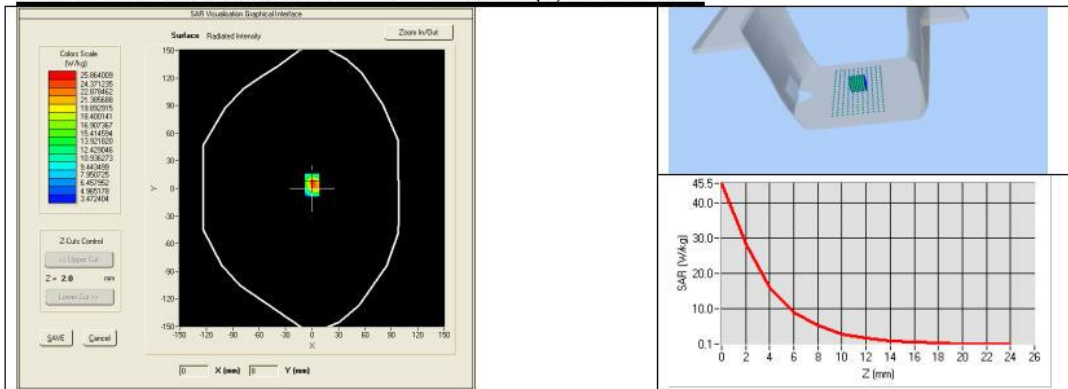 SAR Visualisation Graphical Interface
Surface Radiated Intensity
Zoom In/Out
Colors Scale
(W/kg)
25.864009
24.371235
22.878462
21.385688
19.892915
18.400141
16.907367
15.414594
13.921820
12.429046
10.936273
9.443499
7.950725
6.457952
4.965178
3.472404
Z-Cuts Control
<< Upper Cut
Z = 2.0 mm
Lower Cut >>
SAVE Cancel
150
120
90
60
30
0
-30
-60
-90
-120
-150
Y
-150 -120 -90 -60 -30 0 30 60 90 120 150
X
0 X (mm) 0 Y (mm)
45.5
40.0
30.0
20.0
10.0
0.1
SAR (W/kg)
0 2 4 6 8 10 12 14 16 18 20 22 24 26
Z (mm)